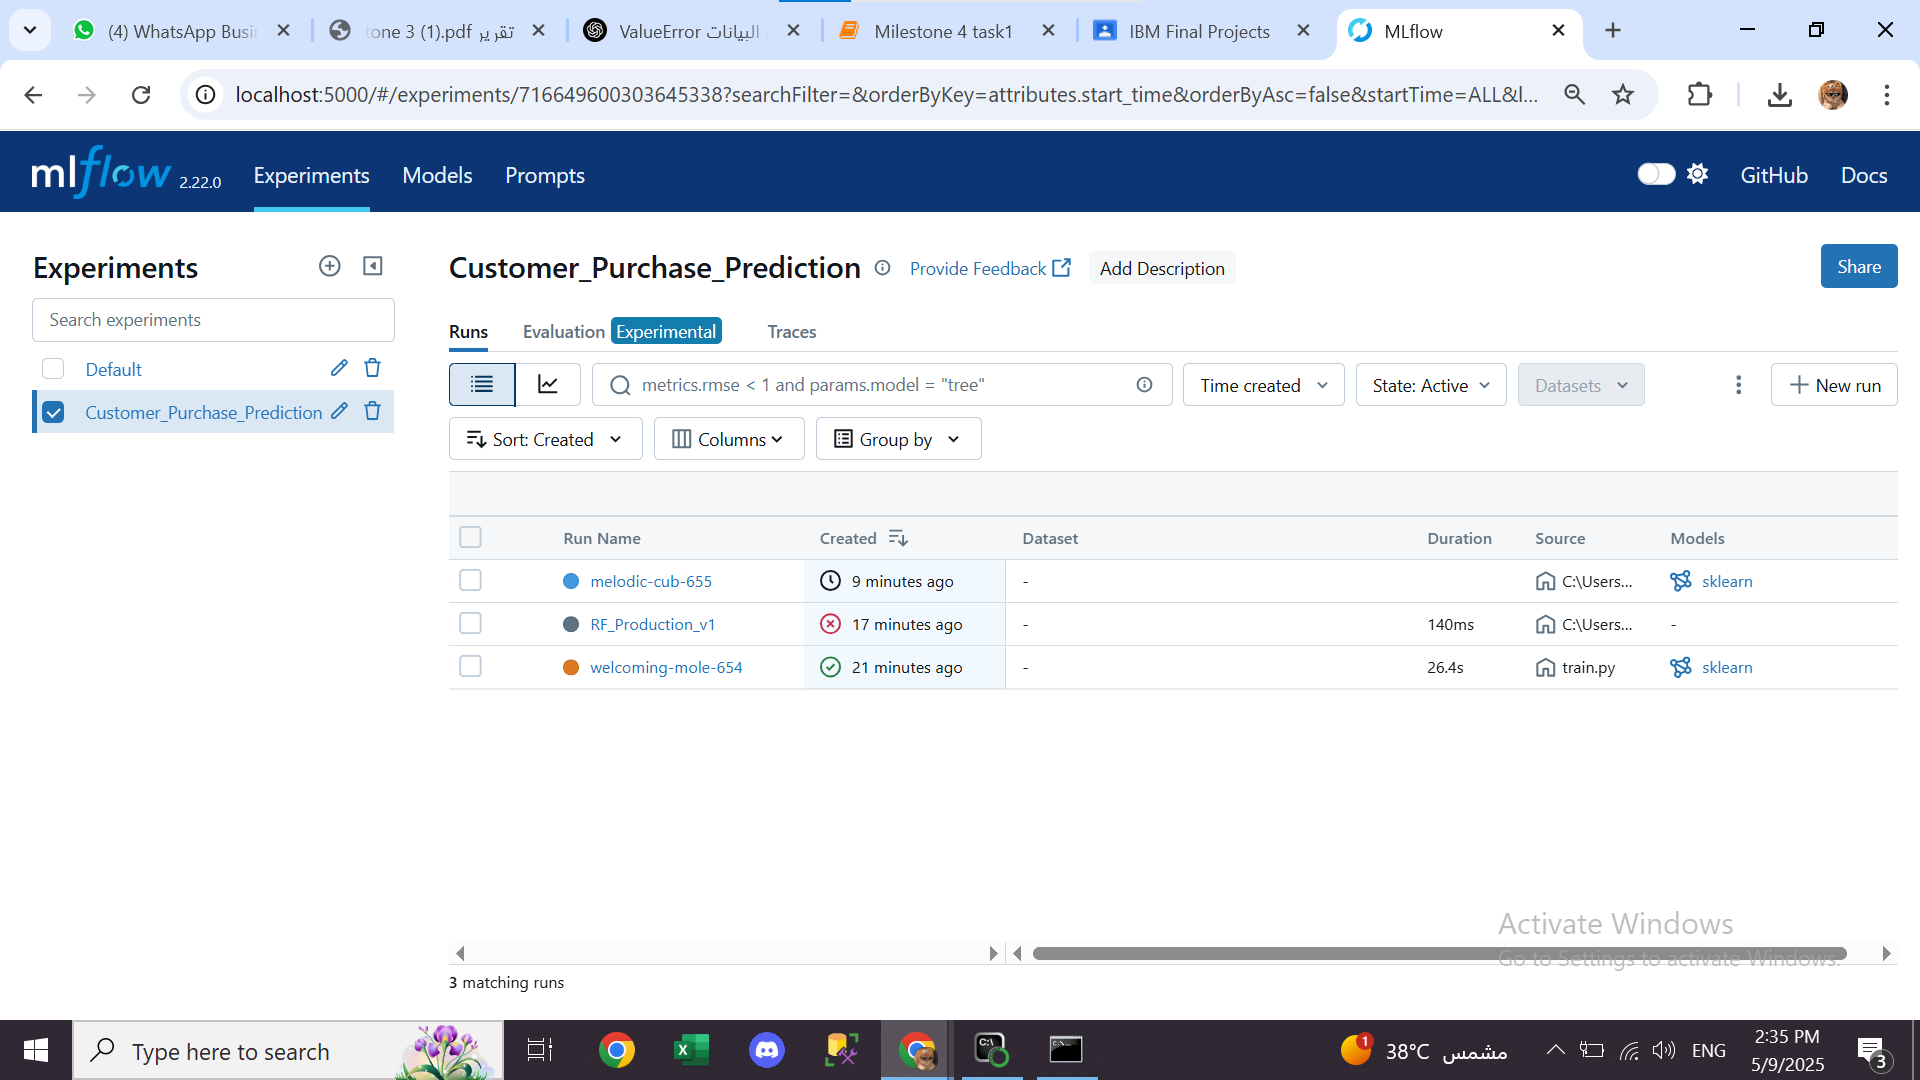 (4) WhatsApp Busi
tone 3 (1).pdf تقرير
ValueError البيانات
Milestone 4 task1
IBM Final Projects
MLflow
localhost:5000/#/experiments/716649600303645338?searchFilter=&orderByKey=attributes.start_time&orderByAsc=false&startTime=ALL&l...
mlflow 2.22.0
Experiments
Models
Prompts
GitHub
Docs
Experiments
Search experiments
Default
Customer_Purchase_Prediction
Customer_Purchase_Prediction
Provide Feedback
Add Description
Share
Runs
Evaluation Experimental
Traces
metrics.rmse < 1 and params.model = "tree"
Time created
State: Active
Datasets
New run
Sort: Created
Columns
Group by
Run Name Created Dataset Duration Source Models
melodic-cub-655 9 minutes ago - C:\Users... sklearn
RF_Production_v1 17 minutes ago - 140ms C:\Users... -
welcoming-mole-654 21 minutes ago - 26.4s train.py sklearn
Activate Windows
Go to Settings to activate Windows.
3 matching runs
Type here to search
1
38°C مشمس
ENG
2:35 PM
5/9/2025
3